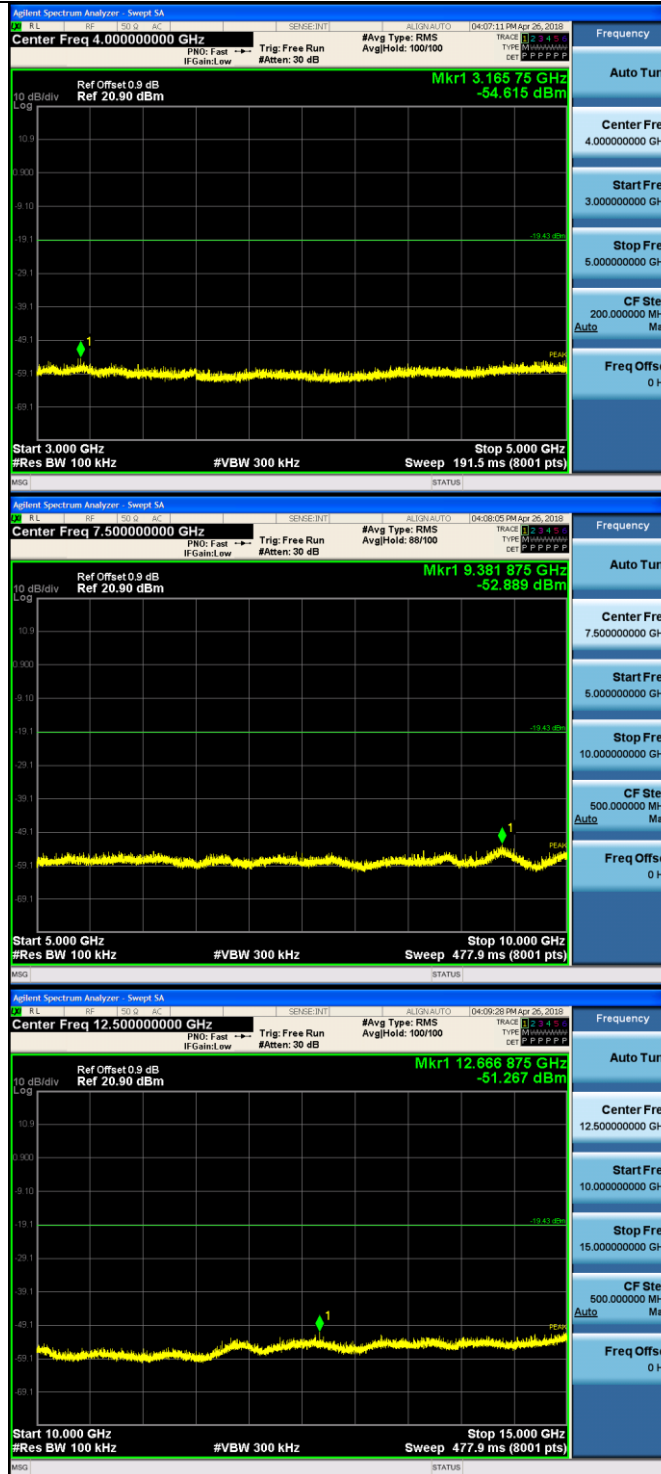 Agilent Spectrum Analyzer - Swept SA
RL RF 50 Ω AC SENSE:INT ALIGN AUTO 04:07:11 PM Apr 26, 2018
Center Freq 4.000000000 GHz #Avg Type: RMS TRACE 1 2 3 4 5 6
PNO: Fast Trig: Free Run Avg|Hold: 100/100 TYPE M
IFGain:Low #Atten: 30 dB DET P P P P P P
Frequency
Auto Tun
Center Fre
4.000000000 GH
Start Fre
3.000000000 GH
Stop Fre
5.000000000 GH
CF Ste
200.000000 MH
Auto Ma
Freq Offse
0 H
Mkr1 3.165 75 GHz
Ref Offset 0.9 dB
10 dB/div Ref 20.90 dBm -54.615 dBm
Log
10.9
0.900
-9.10
-19.1
-19.43 dBm
-29.1
-39.1
-49.1
1
PEAK
-59.1
-69.1
Start 3.000 GHz Stop 5.000 GHz
#Res BW 100 kHz #VBW 300 kHz Sweep 191.5 ms (8001 pts)
MSG STATUS
Agilent Spectrum Analyzer - Swept SA
RL RF 50 Ω AC SENSE:INT ALIGN AUTO 04:08:05 PM Apr 26, 2018
Center Freq 7.500000000 GHz #Avg Type: RMS TRACE 1 2 3 4 5 6
PNO: Fast Trig: Free Run Avg|Hold: 88/100 TYPE M
IFGain:Low #Atten: 30 dB DET P P P P P P
Frequency
Auto Tun
Center Fre
7.500000000 GH
Start Fre
5.000000000 GH
Stop Fre
10.000000000 GH
CF Ste
500.000000 MH
Auto Ma
Freq Offse
0 H
Mkr1 9.381 875 GHz
Ref Offset 0.9 dB
10 dB/div Ref 20.90 dBm -52.889 dBm
Log
10.9
0.900
-9.10
-19.1
-19.43 dBm
-29.1
-39.1
-49.1
1
PEAK
-59.1
-69.1
Start 5.000 GHz Stop 10.000 GHz
#Res BW 100 kHz #VBW 300 kHz Sweep 477.9 ms (8001 pts)
MSG STATUS
Agilent Spectrum Analyzer - Swept SA
RL RF 50 Ω AC SENSE:INT ALIGN AUTO 04:09:28 PM Apr 26, 2018
Center Freq 12.500000000 GHz #Avg Type: RMS TRACE 1 2 3 4 5 6
PNO: Fast Trig: Free Run Avg|Hold: 100/100 TYPE M
IFGain:Low #Atten: 30 dB DET P P P P P P
Frequency
Auto Tun
Center Fre
12.500000000 GH
Start Fre
10.000000000 GH
Stop Fre
15.000000000 GH
CF Ste
500.000000 MH
Auto Ma
Freq Offse
0 H
Mkr1 12.666 875 GHz
Ref Offset 0.9 dB
10 dB/div Ref 20.90 dBm -51.267 dBm
Log
10.9
0.900
-9.10
-19.1
-19.43 dBm
-29.1
-39.1
-49.1
1
PEAK
-59.1
-69.1
Start 10.000 GHz Stop 15.000 GHz
#Res BW 100 kHz #VBW 300 kHz Sweep 477.9 ms (8001 pts)
MSG STATUS